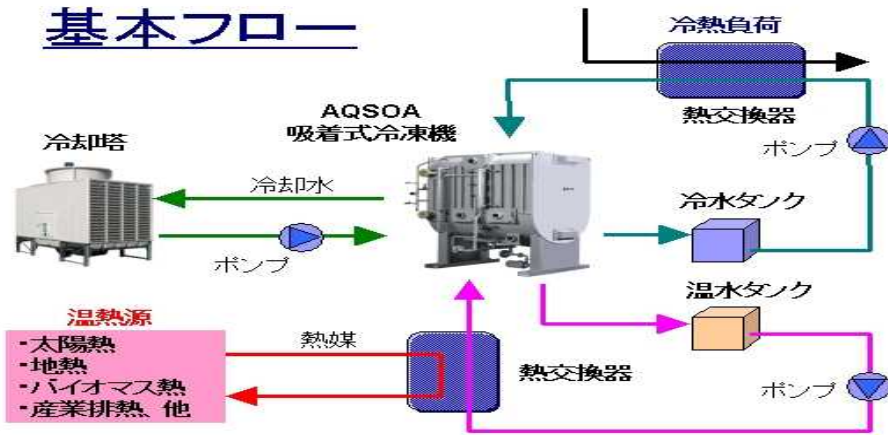 基本フロー
冷熱負荷
熱交換器
ポンプ
AQSOA
吸着式冷凍機
冷却塔
冷却水
ポンプ
冷水タンク
温水タンク
温熱源
・太陽熱
・地熱
・バイオマス熱
・産業排熱、他
熱媒
熱交換器
ポンプ